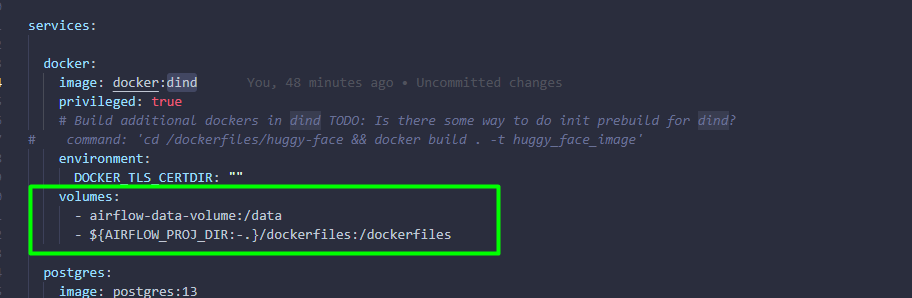 services:
docker:
image: docker:dind You, 48 minutes ago • Uncommitted changes
privileged: true
# Build additional dockers in dind TODO: Is there some way to do init prebuild for dind?
# command: 'cd /dockerfiles/huggy-face && docker build . -t huggy_face_image'
environment:
DOCKER_TLS_CERTDIR: ""
volumes:
- airflow-data-volume:/data
- ${AIRFLOW_PROJ_DIR:-.}/dockerfiles:/dockerfiles
postgres:
image: postgres:13